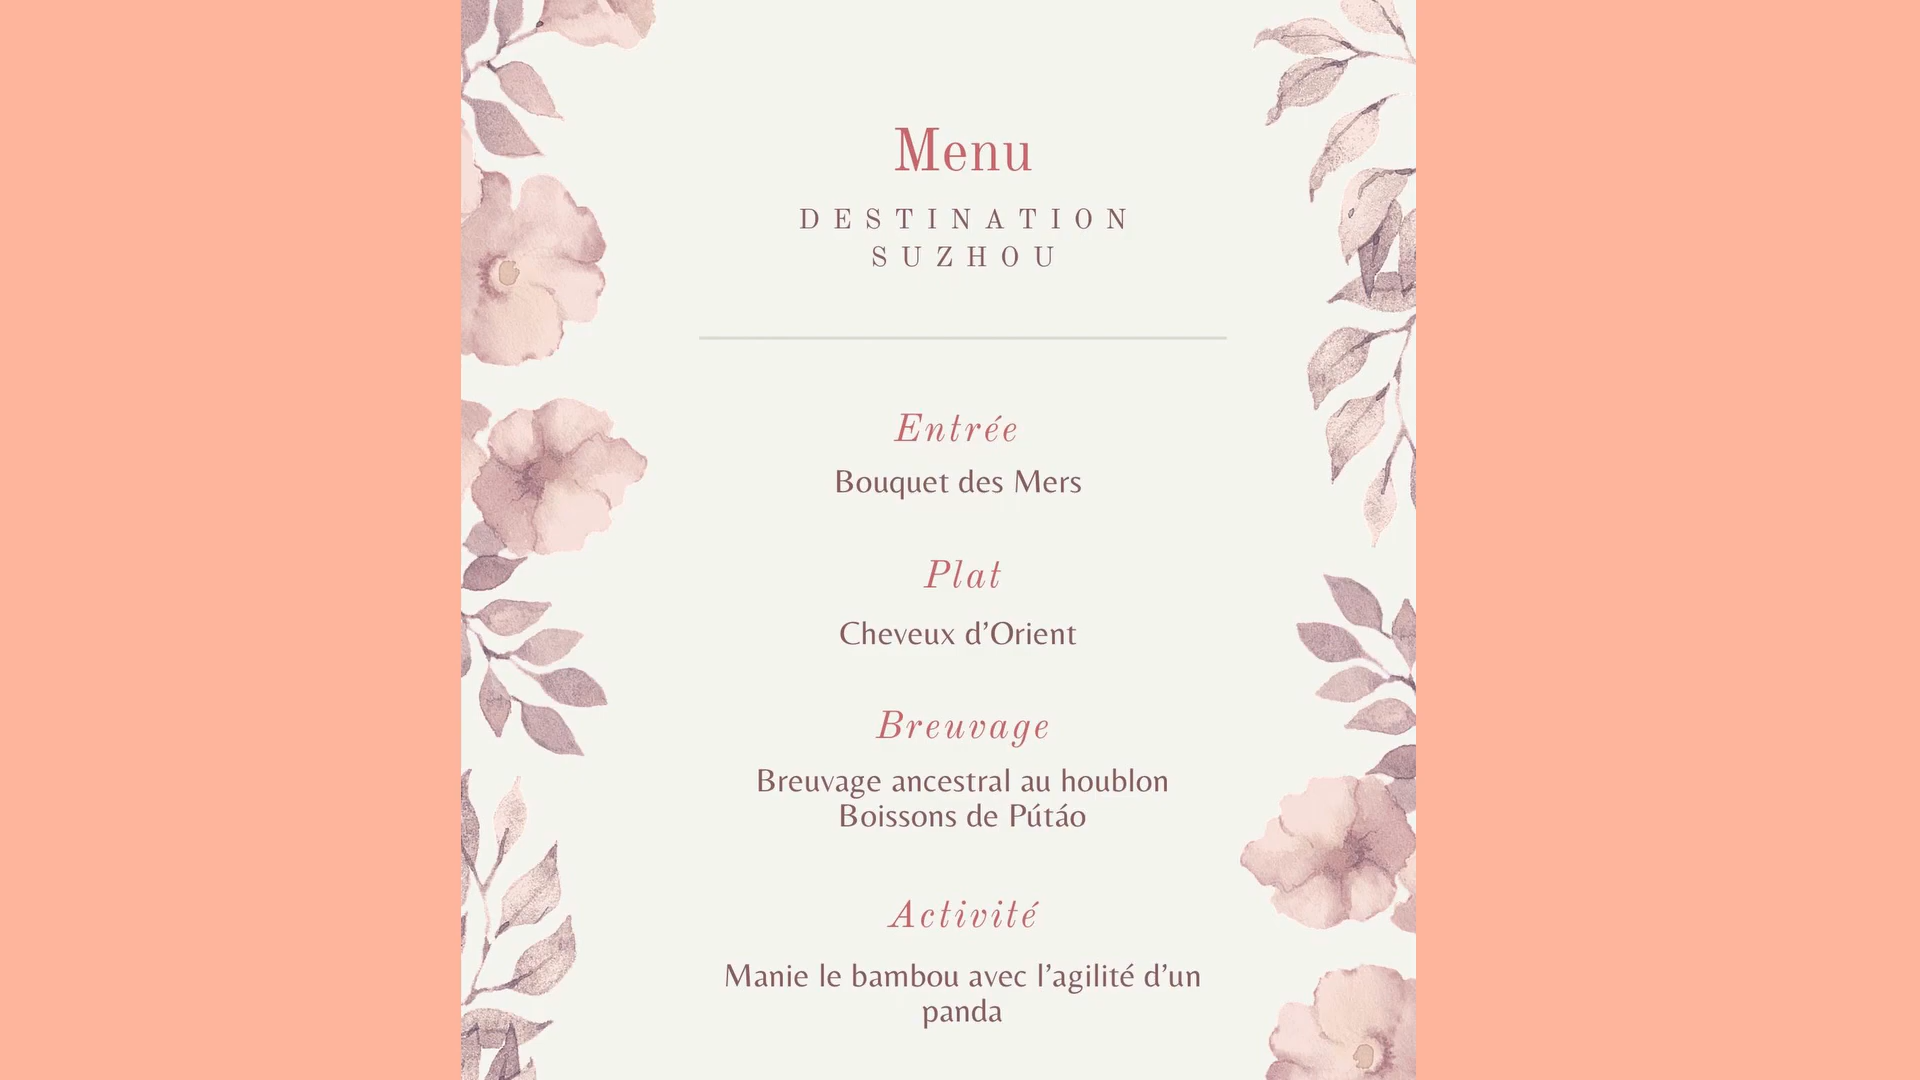 Menu
DESTINATION
SUZHOU
Entrée
Bouquet des Mers
Plat
Cheveux d’Orient
Breuvage
Breuvage ancestral au houblon
Boissons de Pútáo
Activité
Manie le bambou avec l’agilité d’un
panda